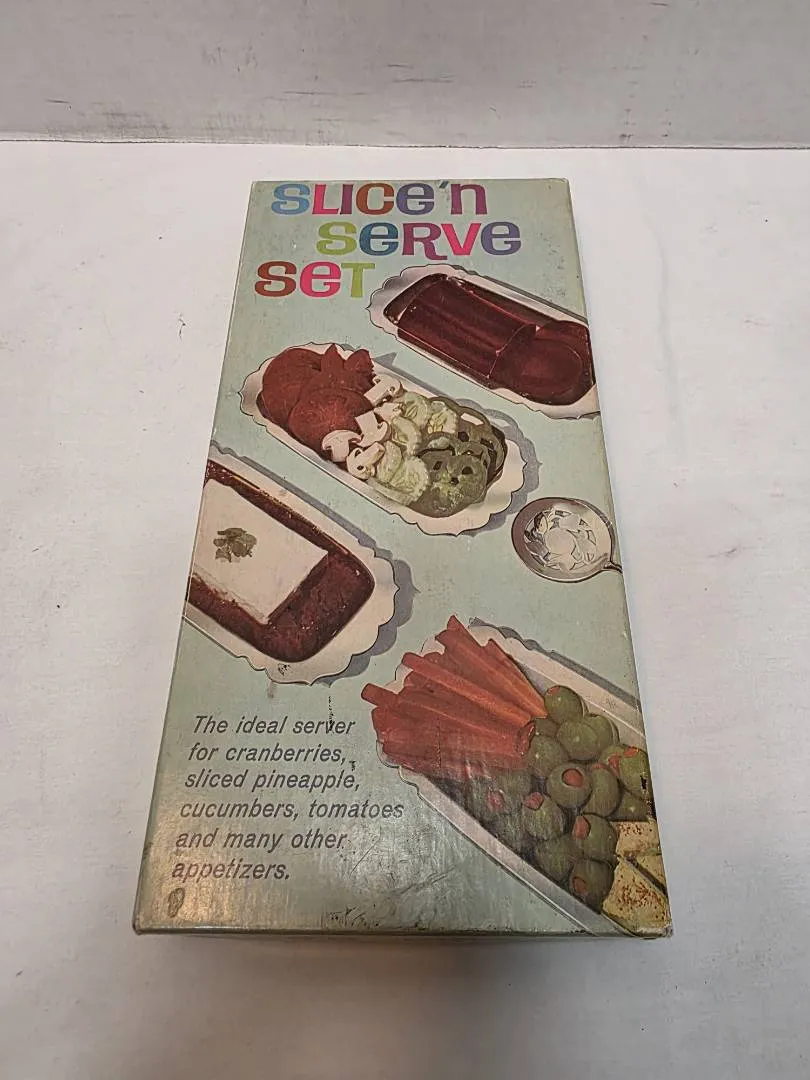 SLICE'N
SERVE
SET
The ideal server
for cranberries,
sliced pineapple,
cucumbers, tomatoes
and many other
appetizers.